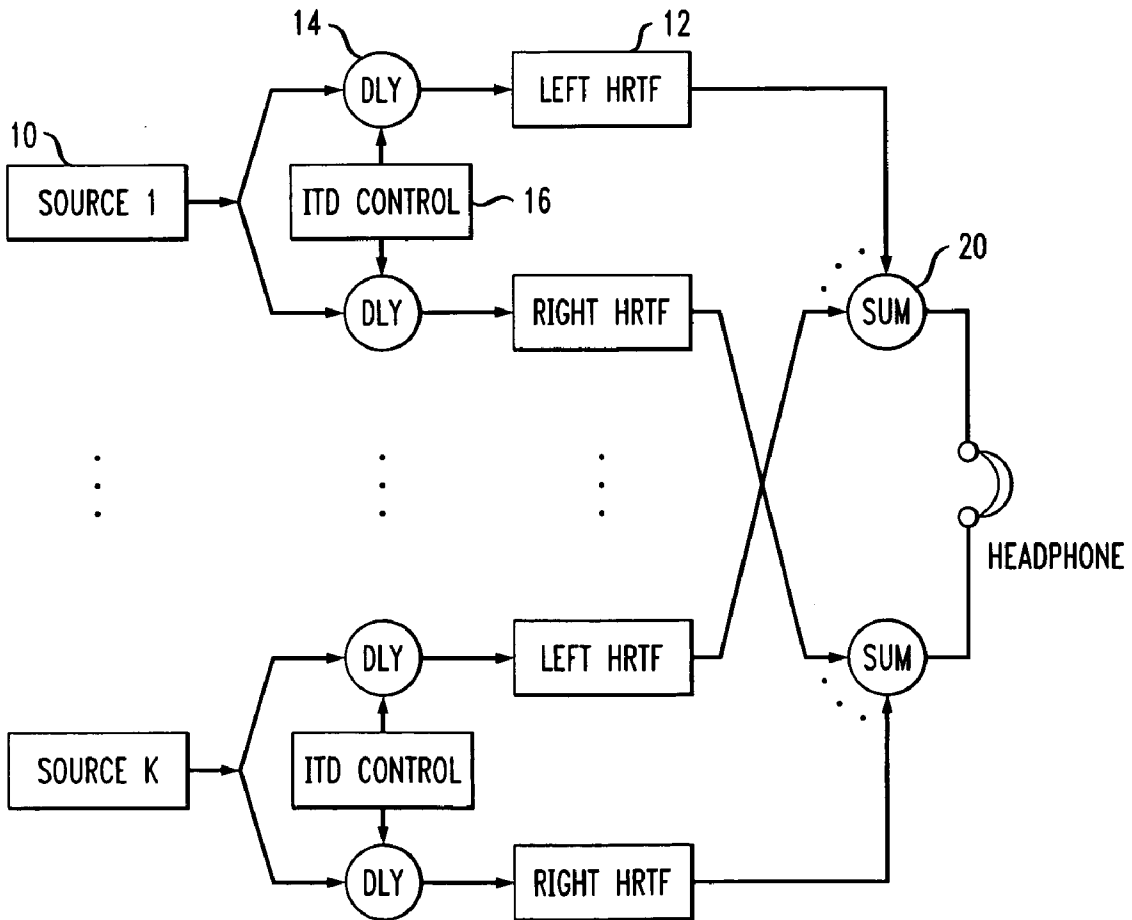 14
12
DLY
LEFT HRTF
10
SOURCE 1
ITD CONTROL
16
20
DLY
RIGHT HRTF
SUM
HEADPHONE
DLY
LEFT HRTF
SUM
SOURCE K
ITD CONTROL
DLY
RIGHT HRTF